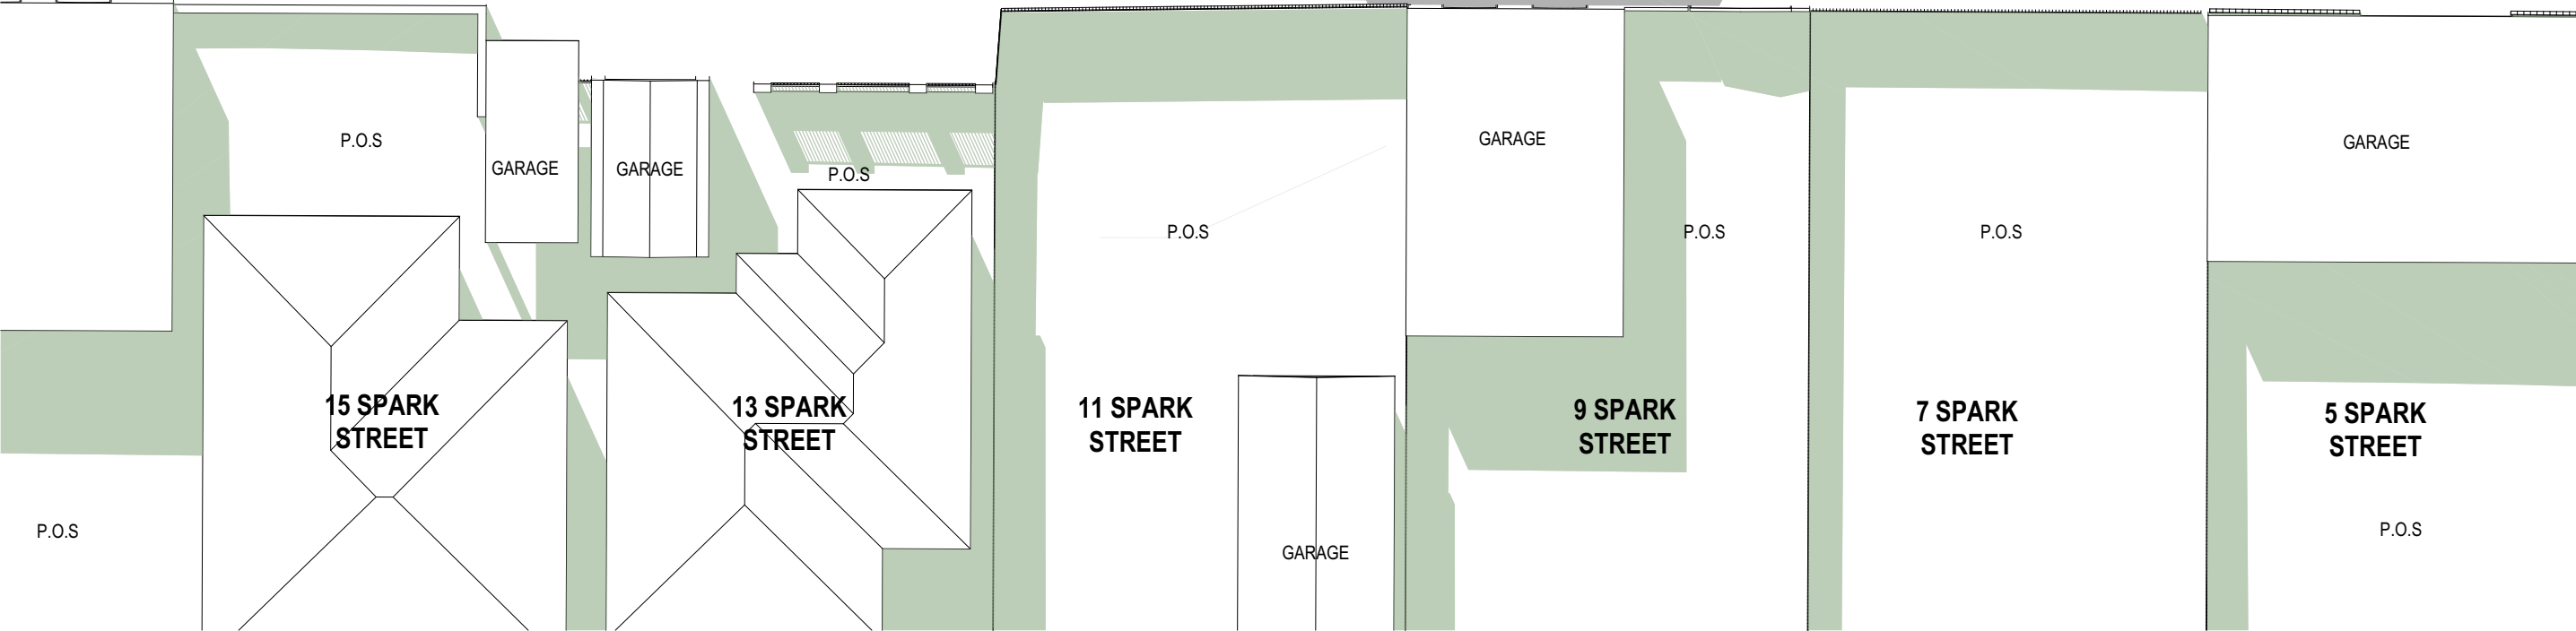 P.O.S
GARAGE
GARAGE
P.O.S
GARAGE
GARAGE
P.O.S
P.O.S
P.O.S
15 SPARK
STREET
13 SPARK
STREET
11 SPARK
STREET
9 SPARK
STREET
7 SPARK
STREET
5 SPARK
STREET
P.O.S
GARAGE
P.O.S